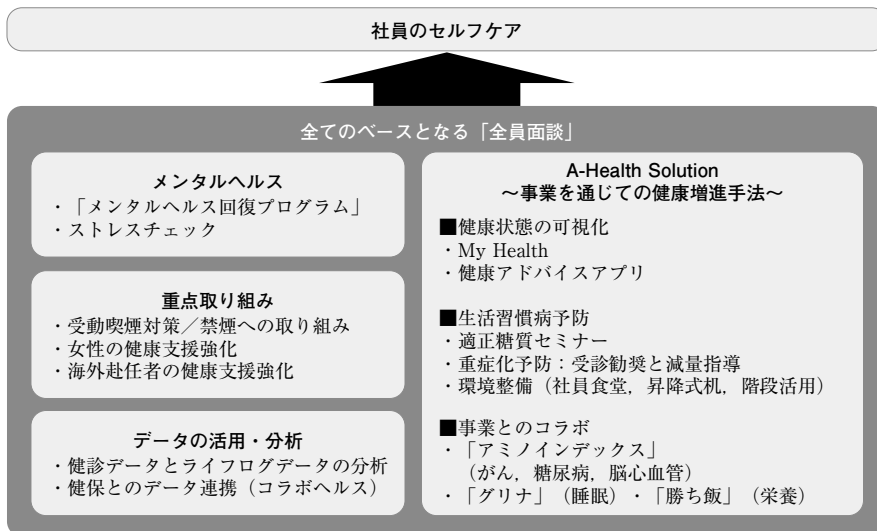 社員のセルフケア
全てのベースとなる「全員面談」
メンタルヘルス
・「メンタルヘルス回復プログラム」
・ストレスチェック
重点取り組み
・受動喫煙対策／禁煙への取り組み
・女性の健康支援強化
・海外赴任者の健康支援強化
データの活用・分析
・健診データとライフログデータの分析
・健保とのデータ連携（コラボヘルス）
A-Health Solution
～事業を通じての健康増進手法～
■健康状態の可視化
・My Health
・健康アドバイスアプリ
■生活習慣病予防
・適正糖質セミナー
・重症化予防：受診勧奨と減量指導
・環境整備（社員食堂，昇降式机，階段活用）
■事業とのコラボ
・「アミノインデックス」
（がん，糖尿病，脳心血管）
・「グリナ」（睡眠）・「勝ち飯」（栄養）